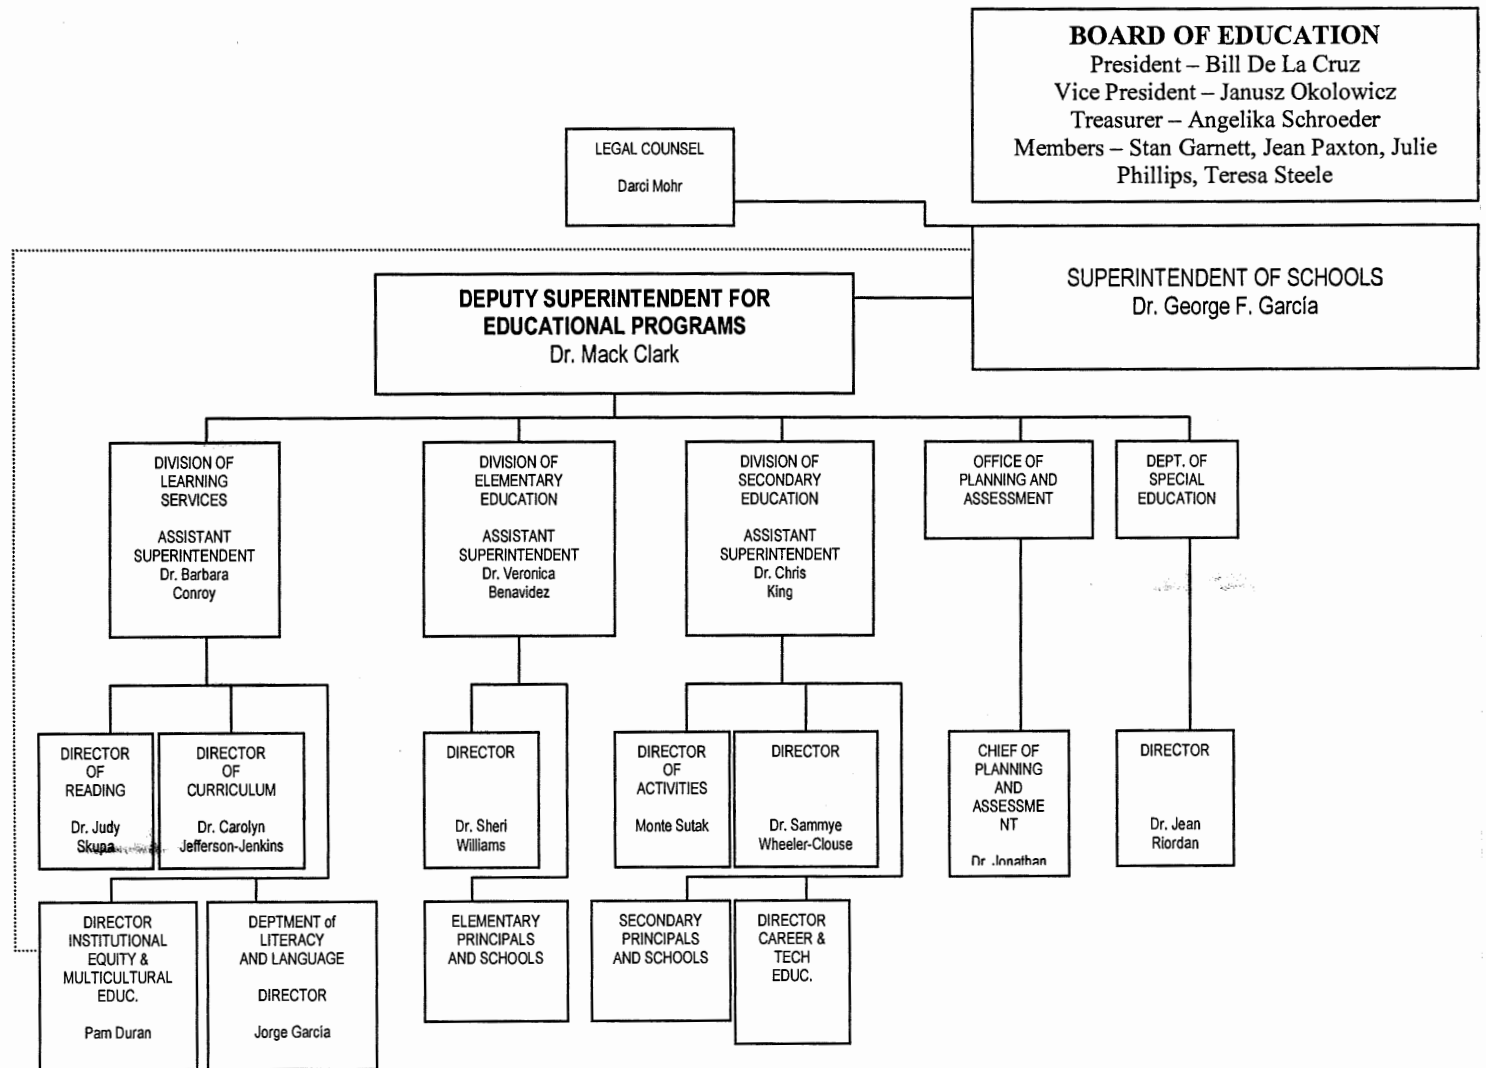 BOARD OF EDUCATION
President – Bill De La Cruz
Vice President – Janusz Okolowicz
Treasurer – Angelika Schroeder
Members – Stan Garnett, Jean Paxton, Julie
Phillips, Teresa Steele
LEGAL COUNSEL
Darci Mohr
SUPERINTENDENT OF SCHOOLS
Dr. George F. García
DEPUTY SUPERINTENDENT FOR
EDUCATIONAL PROGRAMS
Dr. Mack Clark
DIVISION OF
LEARNING
SERVICES
ASSISTANT
SUPERINTENDENT
Dr. Barbara
Conroy
DIVISION OF
ELEMENTARY
EDUCATION
ASSISTANT
SUPERINTENDENT
Dr. Veronica
Benavidez
DIVISION OF
SECONDARY
EDUCATION
ASSISTANT
SUPERINTENDENT
Dr. Chris
King
OFFICE OF
PLANNING AND
ASSESSMENT
DEPT. OF
SPECIAL
EDUCATION
DIRECTOR
OF
READING
Dr. Judy
Skupa
DIRECTOR
OF
CURRICULUM
Dr. Carolyn
Jefferson-Jenkins
DIRECTOR
Dr. Sheri
Williams
DIRECTOR
OF
ACTIVITIES
Monte Sutak
DIRECTOR
Dr. Sammye
Wheeler-Clouse
CHIEF OF
PLANNING
AND
ASSESSME
NT
Dr. Jonathan
DIRECTOR
Dr. Jean
Riordan
DIRECTOR
INSTITUTIONAL
EQUITY &
MULTICULTURAL
EDUC.
Pam Duran
DEPTMENT of
LITERACY
AND LANGUAGE
DIRECTOR
Jorge García
ELEMENTARY
PRINCIPALS
AND SCHOOLS
SECONDARY
PRINCIPALS
AND SCHOOLS
DIRECTOR
CAREER &
TECH
EDUC.